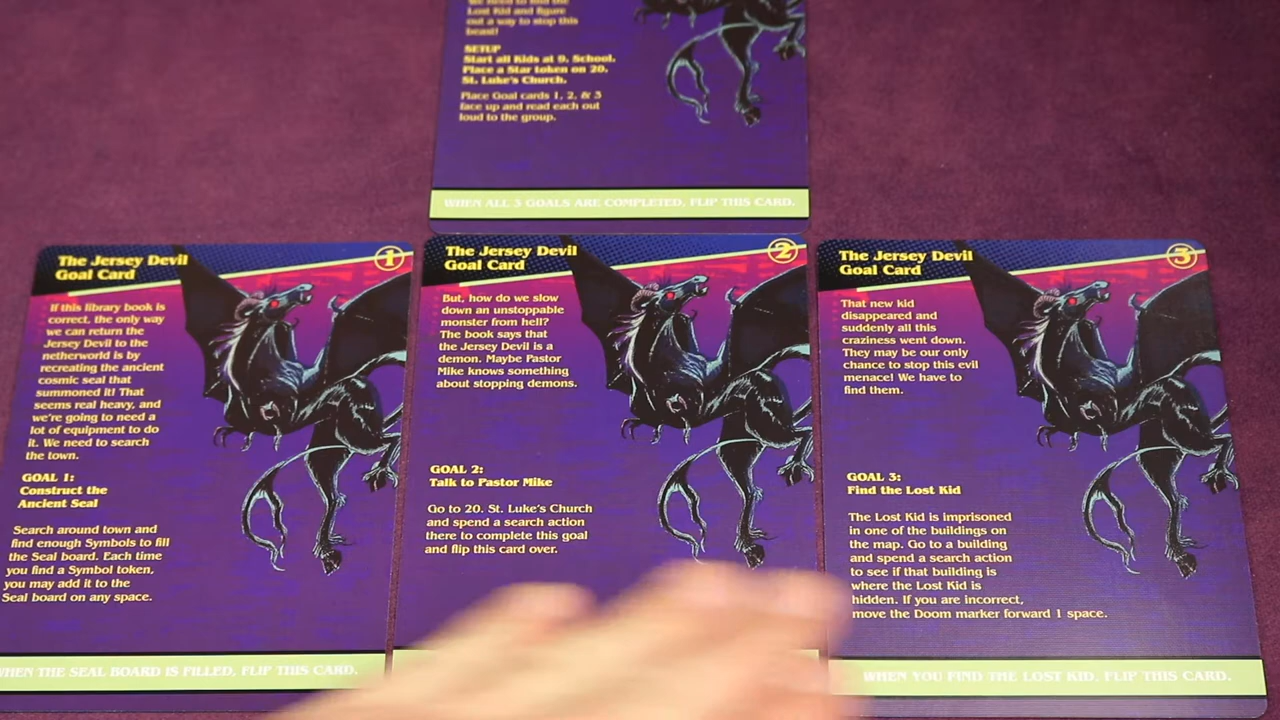 We need to find the
Lost Kid and figure
out a way to stop this
beast!
SETUP
Start all Kids at 9. School.
Place a Star token on 20.
St. Luke's Church.
Place Goal cards 1, 2, & 3
face up and read each out
loud to the group.
WHEN ALL 3 GOALS ARE COMPLETED, FLIP THIS CARD.
The Jersey Devil
Goal Card
1
If this library book is
correct, the only way
we can return the
Jersey Devil to the
netherworld is by
recreating the ancient
cosmic seal that
summoned it! That
seems real heavy, and
we're going to need a
lot of equipment to do
it. We need to search
the town.
GOAL 1:
Construct the
Ancient Seal
Search around town and
find enough Symbols to fill
the Seal board. Each time
you find a Symbol token,
you may add it to the
Seal board on any space.
WHEN THE SEAL BOARD IS FILLED, FLIP THIS CARD.
The Jersey Devil
Goal Card
2
But, how do we slow
down an unstoppable
monster from hell?
The book says that
the Jersey Devil is a
demon. Maybe Pastor
Mike knows something
about stopping demons.
GOAL 2:
Talk to Pastor Mike
Go to 20. St. Luke's Church
and spend a search action
there to complete this goal
and flip this card over.
The Jersey Devil
Goal Card
3
That new kid
disappeared and
suddenly all this
craziness went down.
They may be our only
chance to stop this evil
menace! We have to
find them.
GOAL 3:
Find the Lost Kid
The Lost Kid is imprisoned
in one of the buildings on
the map. Go to a building
and spend a search action
to see if that building is
where the Lost Kid is
hidden. If you are incorrect,
move the Doom marker forward 1 space.
WHEN YOU FIND THE LOST KID, FLIP THIS CARD.